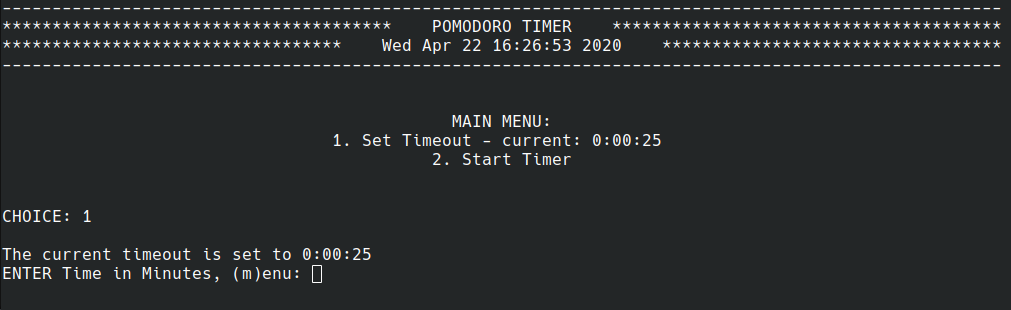 ----------------------------------------------------------------------------------------------------
***************************************    POMODORO TIMER    ***************************************
**********************************    Wed Apr 22 16:26:53 2020    **********************************
----------------------------------------------------------------------------------------------------
MAIN MENU:
1. Set Timeout - current: 0:00:25
2. Start Timer
CHOICE: 1
The current timeout is set to 0:00:25
ENTER Time in Minutes, (m)enu: